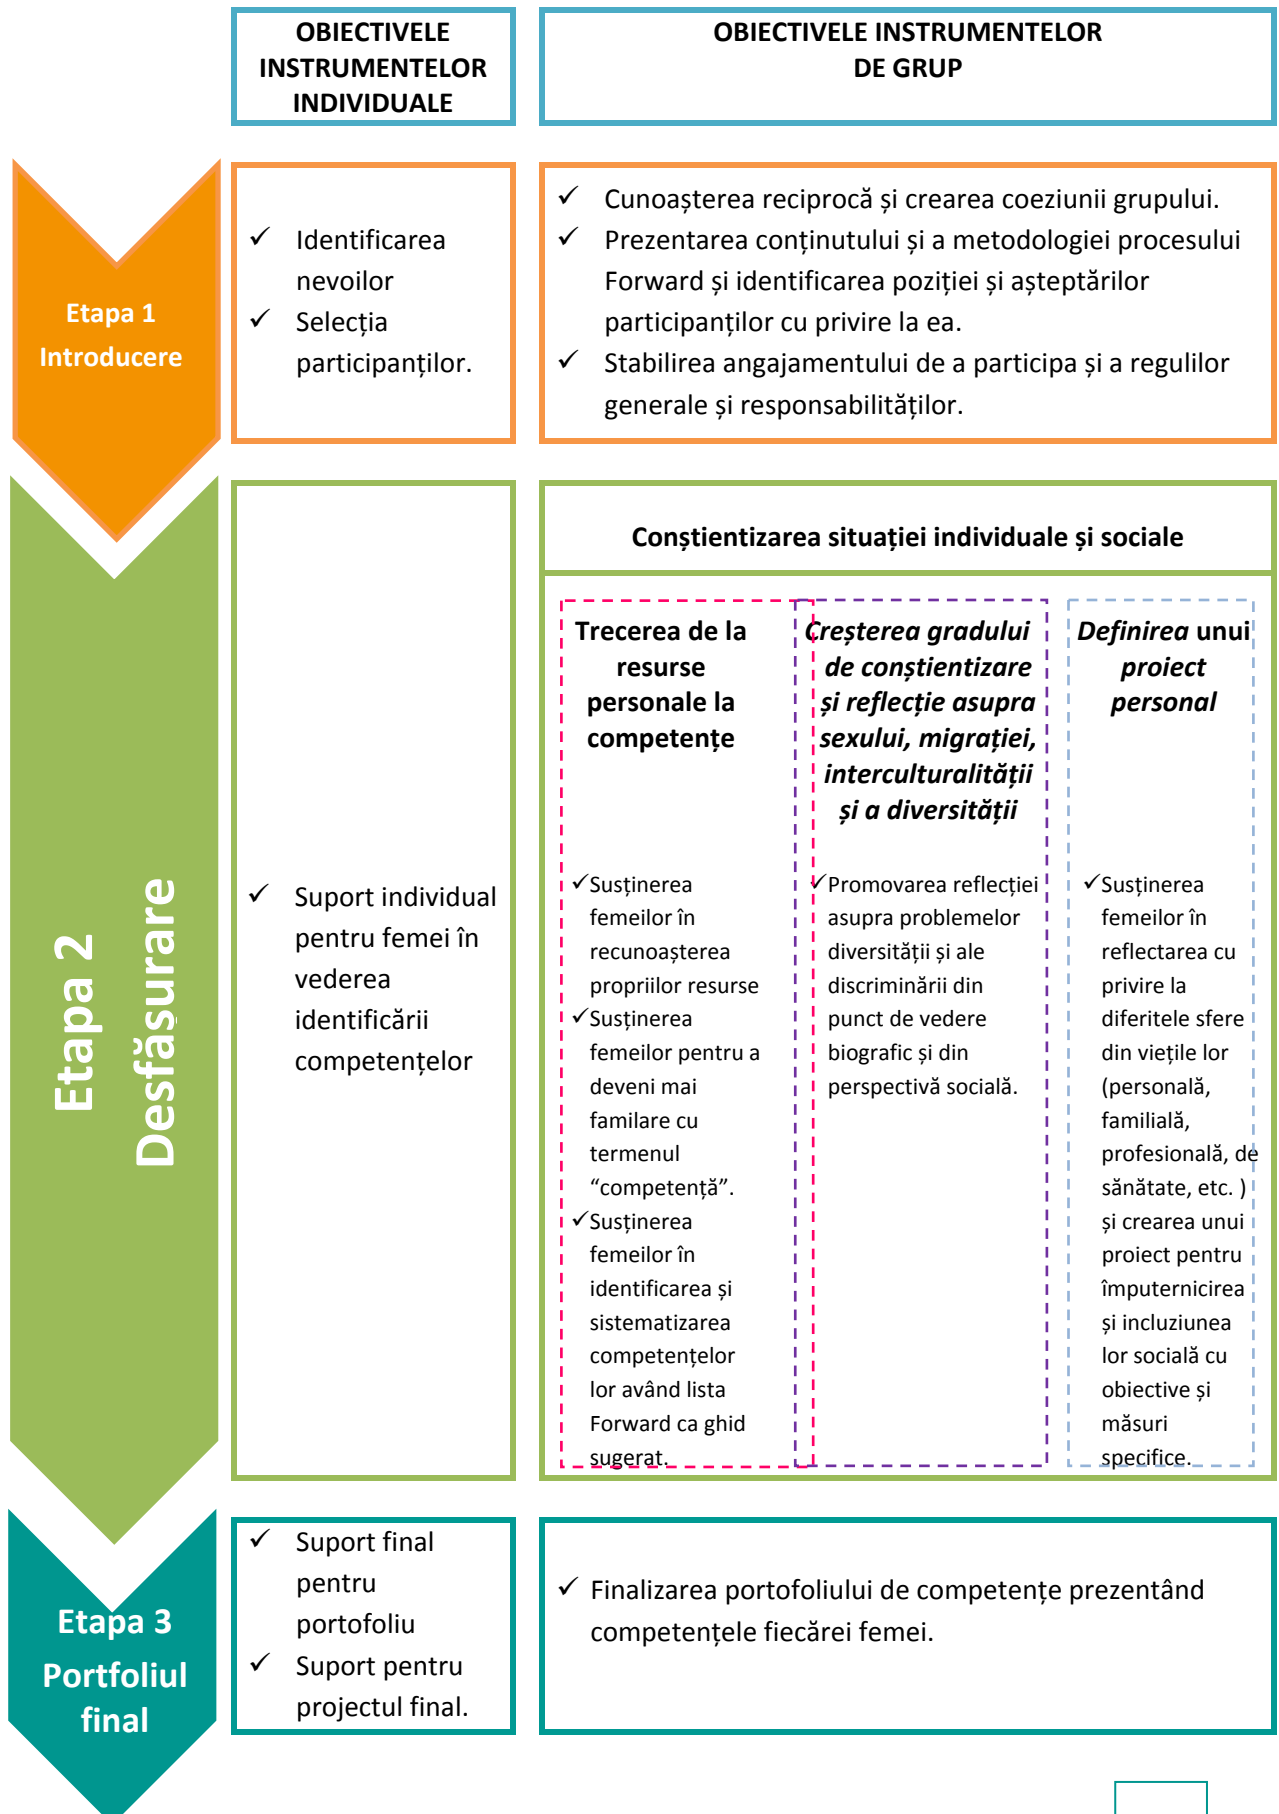 OBIECTIVELE
INSTRUMENTELOR
INDIVIDUALE
OBIECTIVELE INSTRUMENTELOR
DE GRUP
Etapa 1
Introducere
✓ Identificarea
nevoilor
✓ Selecția
participanților.
✓ Cunoașterea reciprocă și crearea coeziunii grupului.
✓ Prezentarea conținutului și a metodologiei procesului
Forward și identificarea poziției și așteptărilor
participanților cu privire la ea.
✓ Stabilirea angajamentului de a participa și a regulilor
generale și responsabilităților.
Etapa 2
Desfășurare
✓ Suport individual
pentru femei în
vederea
identificării
competențelor
Conștientizarea situației individuale și sociale
Trecerea de la
resurse
personale la
competențe
✓Susținerea
femeilor în
recunoașterea
propriilor resurse
✓Susținerea
femeilor pentru a
deveni mai
familare cu
termenul
“competență”.
✓Susținerea
femeilor în
identificarea și
sistematizarea
competențelor
lor având lista
Forward ca ghid
sugerat.
Creșterea gradului
de conștientizare
și reflecție asupra
sexului, migrației,
interculturalității
și a diversității
✓Promovarea reflecției
asupra problemelor
diversității și ale
discriminării din
punct de vedere
biografic și din
perspectivă socială.
Definirea unui
proiect
personal
✓Susținerea
femeilor în
reflectarea cu
privire la
diferitele sfere
din viețile lor
(personală,
familială,
profesională, de
sănătate, etc. )
și crearea unui
proiect pentru
împuternicirea
și incluziunea
lor socială cu
obiective și
măsuri
specifice.
Etapa 3
Portfoliul
final
✓ Suport final
pentru
portofoliu
✓ Suport pentru
projectul final.
✓ Finalizarea portofoliului de competențe prezentând
competențele fiecărei femei.